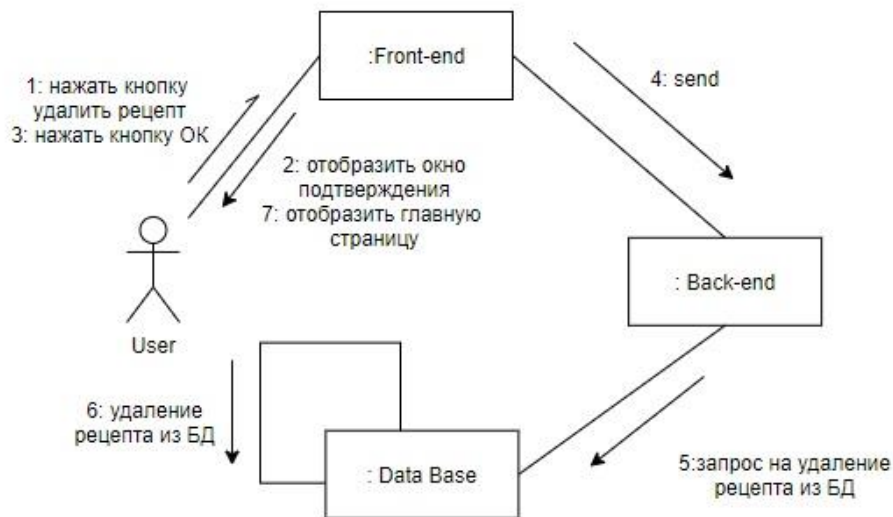 :Front-end
1: нажать кнопку
удалить рецепт
3: нажать кнопку ОК
4: send
2: отобразить окно
подтверждения
7: отобразить главную
страницу
: Back-end
User
6: удаление
рецепта из БД
: Data Base
5:запрос на удаление
рецепта из БД